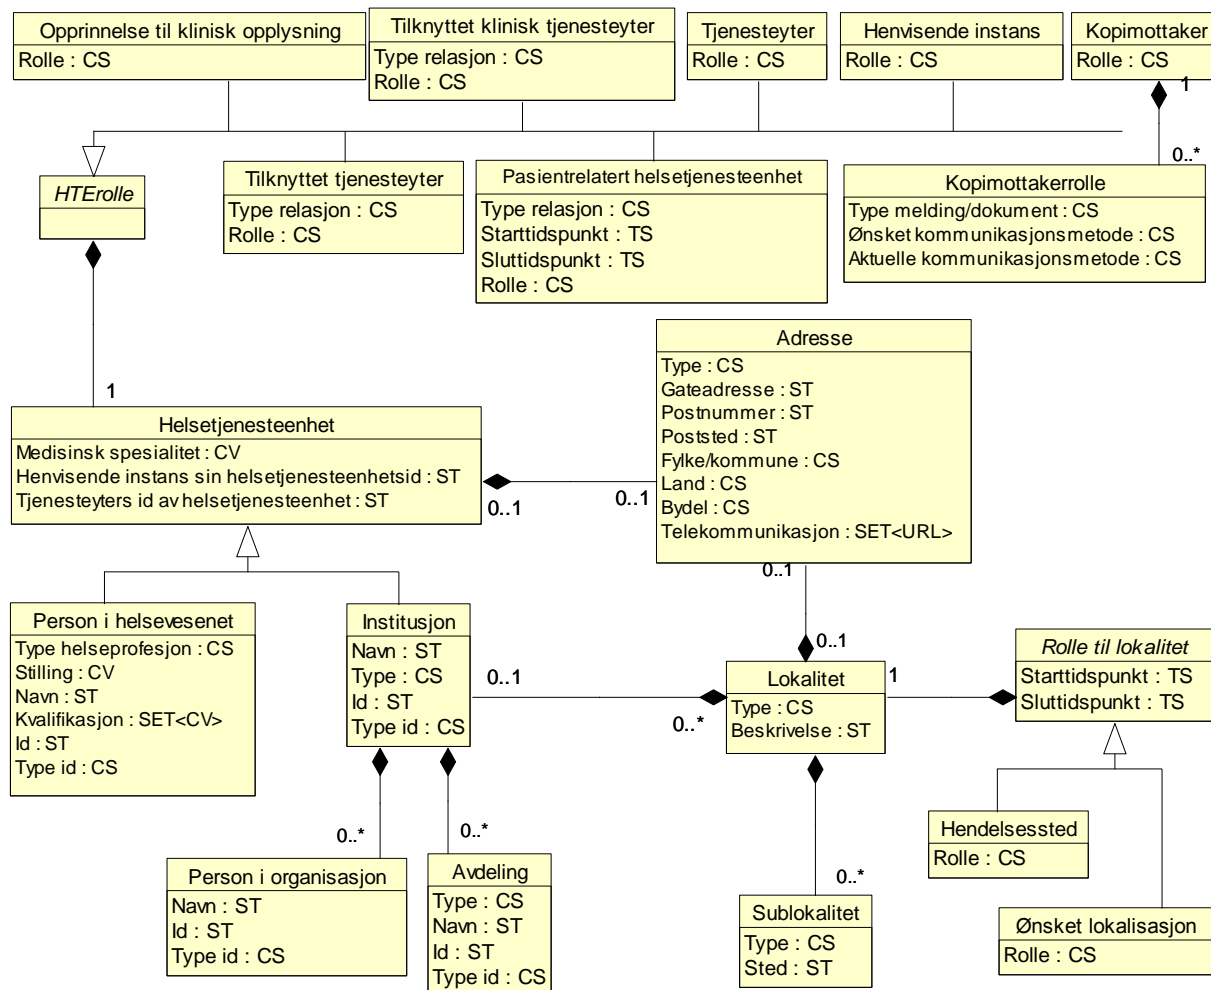 Opprinnelse til klinisk opplysning
Rolle : CS
Tilknyttet klinisk tjenesteyter
Type relasjon : CS
Rolle : CS
Tjenesteyter
Rolle : CS
Henvisende instans
Rolle : CS
Kopimottaker
Rolle : CS
1
0..*
HTErolle
Tilknyttet tjenesteyter
Type relasjon : CS
Rolle : CS
Pasientrelatert helsetjenesteenhet
Type relasjon : CS
Starttidspunkt : TS
Sluttidspunkt : TS
Rolle : CS
Kopimottakerrolle
Type melding/dokument : CS
Ønsket kommunikasjonsmetode : CS
Aktuelle kommunikasjonsmetode : CS
1
Helsetjenesteenhet
Medisinsk spesialitet : CV
Henvisende instans sin helsetjenesteenhetsid : ST
Tjenesteyters id av helsetjenesteenhet : ST
0..1
0..1
Adresse
Type : CS
Gateadresse : ST
Postnummer : ST
Poststed : ST
Fylke/kommune : CS
Land : CS
Bydel : CS
Telekommunikasjon : SET<URL>
0..1
0..1
Person i helsevesenet
Type helseprofesjon : CS
Stilling : CV
Navn : ST
Kvalifikasjon : SET<CV>
Id : ST
Type id : CS
Institusjon
Navn : ST
Type : CS
Id : ST
Type id : CS
0..1
0..*
Lokalitet
Type : CS
Beskrivelse : ST
1
Rolle til lokalitet
Starttidspunkt : TS
Sluttidspunkt : TS
0..*
0..*
0..*
Person i organisasjon
Navn : ST
Id : ST
Type id : CS
Avdeling
Type : CS
Navn : ST
Id : ST
Type id : CS
Sublokalitet
Type : CS
Sted : ST
Hendelsessted
Rolle : CS
Ønsket lokalisasjon
Rolle : CS